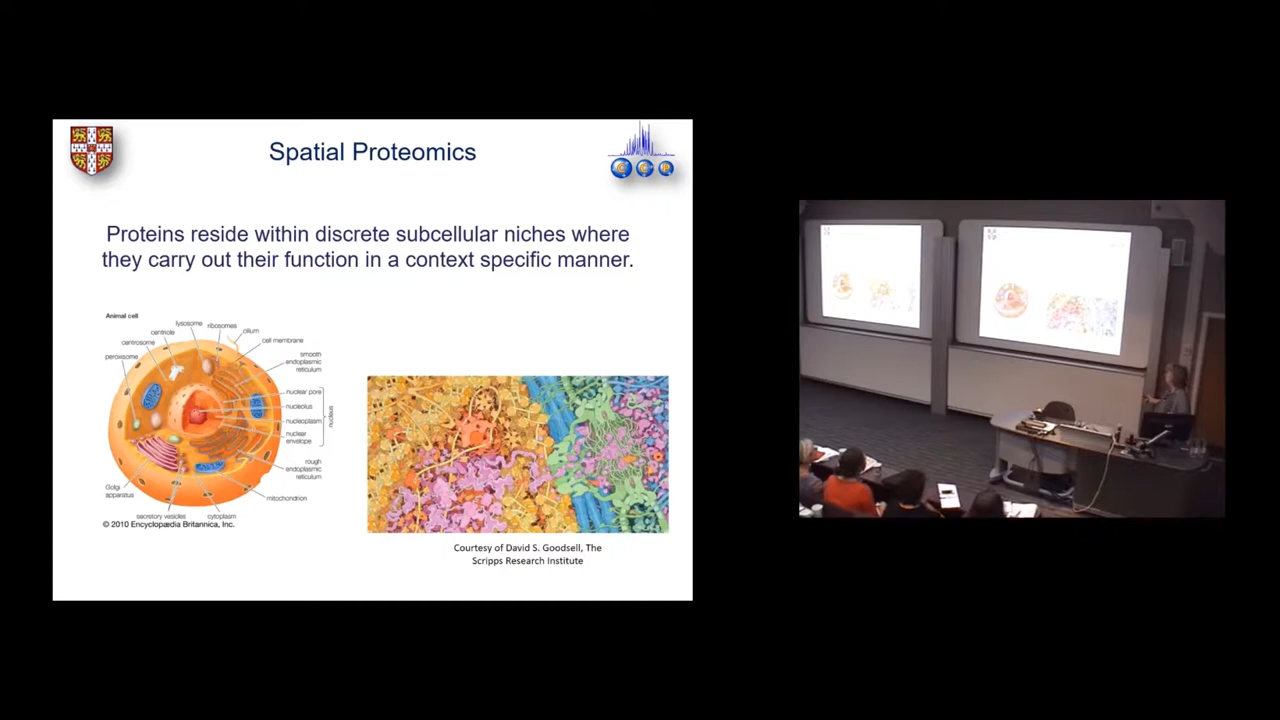 Spatial Proteomics
Proteins reside within discrete subcellular niches where
they carry out their function in a context specific manner.
Animal cell
lysosome
ribosomes
cilium
centriole
cell membrane
centrosome
smooth
endoplasmic
reticulum
peroxisome
nuclear pore
nucleolus
nucleoplasm
nuclear
envelope
nucleus
rough
endoplasmic
reticulum
Golgi
apparatus
mitochondrion
secretory vesicles
cytoplasm
© 2010 Encyclopædia Britannica, Inc.
Courtesy of David S. Goodsell, The
Scripps Research Institute
C C P